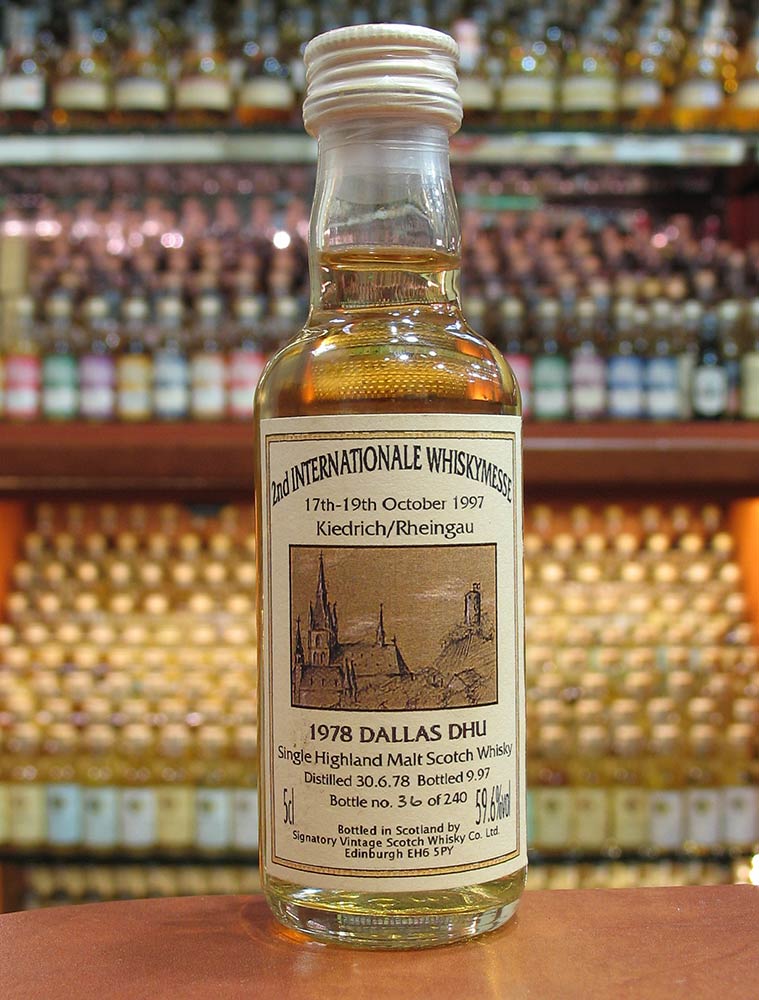 2nd INTERNATIONALE WHISKYMESSE
17th-19th October 1997
Kiedrich/Rheingau
1978 DALLAS DHU
Single Highland Malt Scotch Whisky
Distilled 30.6.78 Bottled 9.97
Bottle no. 36 of 240
5cl
59.6%vol
Bottled in Scotland by
Signatory Vintage Scotch Whisky Co. Ltd.
Edinburgh EH6 5PY